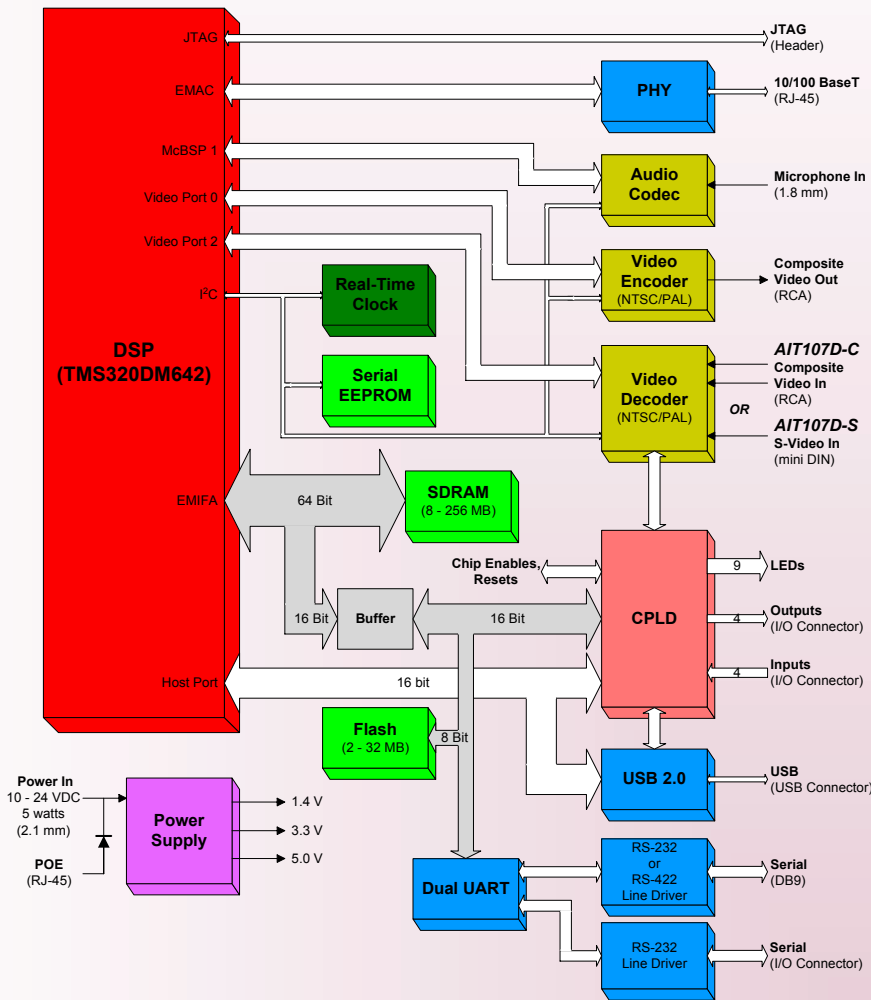 JTAG
JTAG
(Header)
EMAC
PHY
10/100 BaseT
(RJ-45)
McBSP 1
Audio
Codec
Microphone In
(1.8 mm)
Video Port 0
Video Port 2
Video
Encoder
(NTSC/PAL)
Composite
Video Out
(RCA)
I²C
Real-Time
Clock
DSP
(TMS320DM642)
Serial
EEPROM
Video
Decoder
(NTSC/PAL)
AIT107D-C
Composite
Video In
(RCA)
OR
AIT107D-S
S-Video In
(mini DIN)
EMIFA
64 Bit
SDRAM
(8 - 256 MB)
Chip Enables,
Resets
CPLD
9
LEDs
16 Bit
Buffer
16 Bit
4
Outputs
(I/O Connector)
4
Inputs
(I/O Connector)
Host Port
16 bit
Flash
(2 - 32 MB)
8 Bit
USB 2.0
USB
(USB Connector)
Power In
10 - 24 VDC
5 watts
(2.1 mm)
POE
(RJ-45)
Power
Supply
1.4 V
3.3 V
5.0 V
Dual UART
RS-232
or
RS-422
Line Driver
Serial
(DB9)
RS-232
Line Driver
Serial
(I/O Connector)